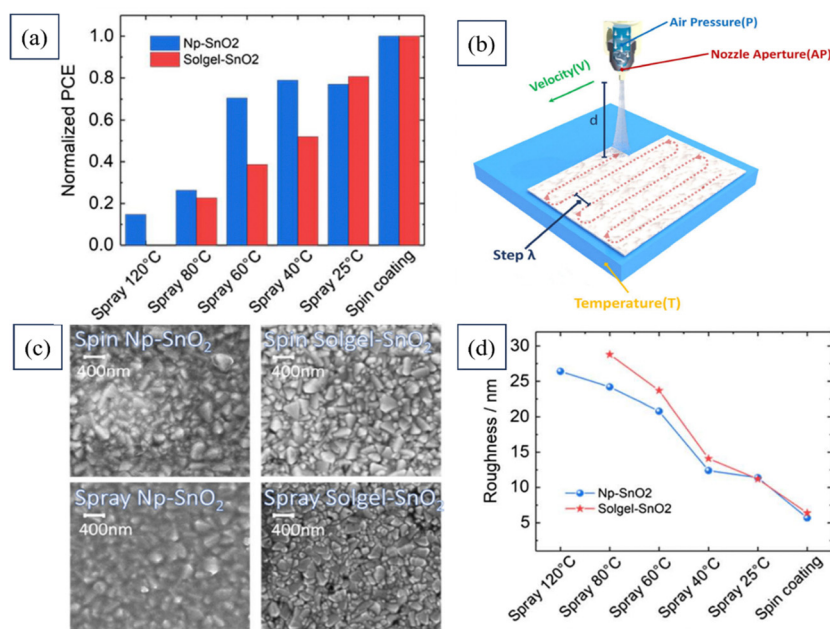 (a)
Normalized PCE
1.0
0.8
0.6
0.4
0.2
0.0
Np-SnO2
Solgel-SnO2
Spray 120°C
Spray 80°C
Spray 60°C
Spray 40°C
Spray 25°C
Spin coating
(b)
Air Pressure(P)
Nozzle Aperture(AP)
Velocity(V)
d
Step λ
Temperature(T)
(c)
Spin Np-SnO₂
400nm
Spin Solgel-SnO₂
400nm
Spray Np-SnO₂
400nm
Spray Solgel-SnO₂
400nm
(d)
Roughness / nm
30
25
20
15
10
5
Np-SnO2
Solgel-SnO2
Spray 120°C
Spray 80°C
Spray 60°C
Spray 40°C
Spray 25°C
Spin coating